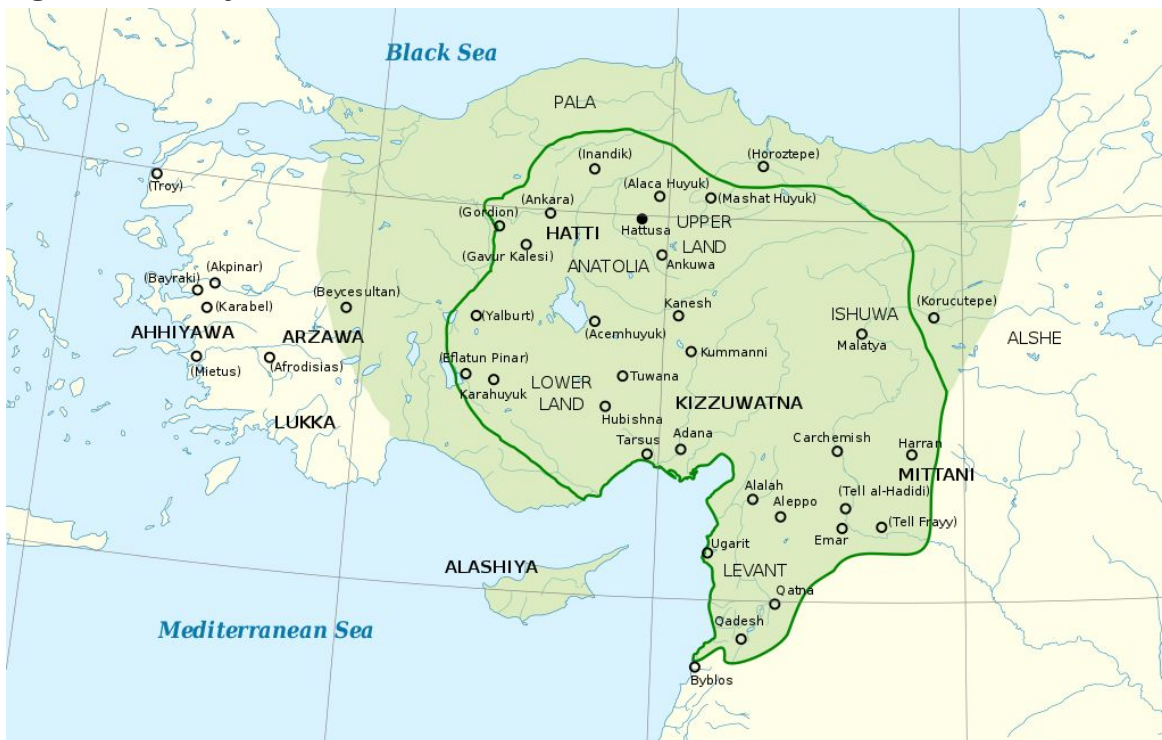 Black Sea
PALA
(Inandik)
(Horoztepe)
(Troy)
(Alaca Huyuk)
(Mashat Huyuk)
(Ankara)
(Gordion)
Hattusa
UPPER
LAND
HATTI
(Gavur Kalesi)
ANATOLIA
Ankuwa
(Akpinar)
(Bayraki)
(Karabel)
(Beycesultan)
(Yalburt)
Kanesh
(Acemhuyuk)
ISHUWA
Malatya
(Korucutepe)
ALSHE
AHHIYAWA
ARZAWA
(Mietus)
(Afrodisias)
(Eflatun Pinar)
Karahuyuk
Kummanni
LOWER
LAND
Tuwana
Hubishna
KIZZUWATNA
LUKKA
Tarsus
Adana
Carchemish
Harran
MITTANI
Alalah
Aleppo
(Tell al-Hadidi)
(Tell Frayy)
Emar
Ugarit
LEVANT
ALASHIYA
Qatna
Qadesh
Mediterranean Sea
Byblos